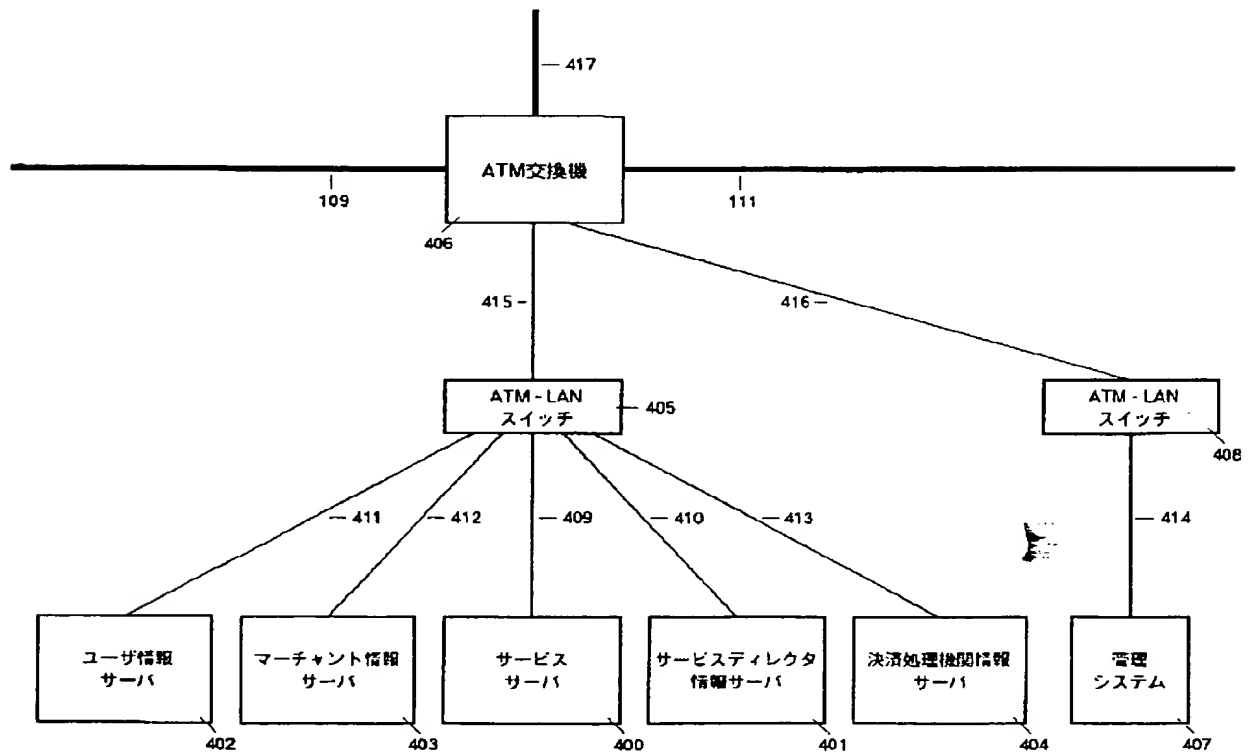 417
ATM交換機
109
111
406
415
416
ATM - LAN
スイッチ
405
ATM - LAN
スイッチ
408
411
412
409
410
413
414
ユーザ情報
サーバ
マーチャント情報
サーバ
サービス
サーバ
サービスディレクタ
情報サーバ
決済処理機関情報
サーバ
管理
システム
402
403
400
401
404
407